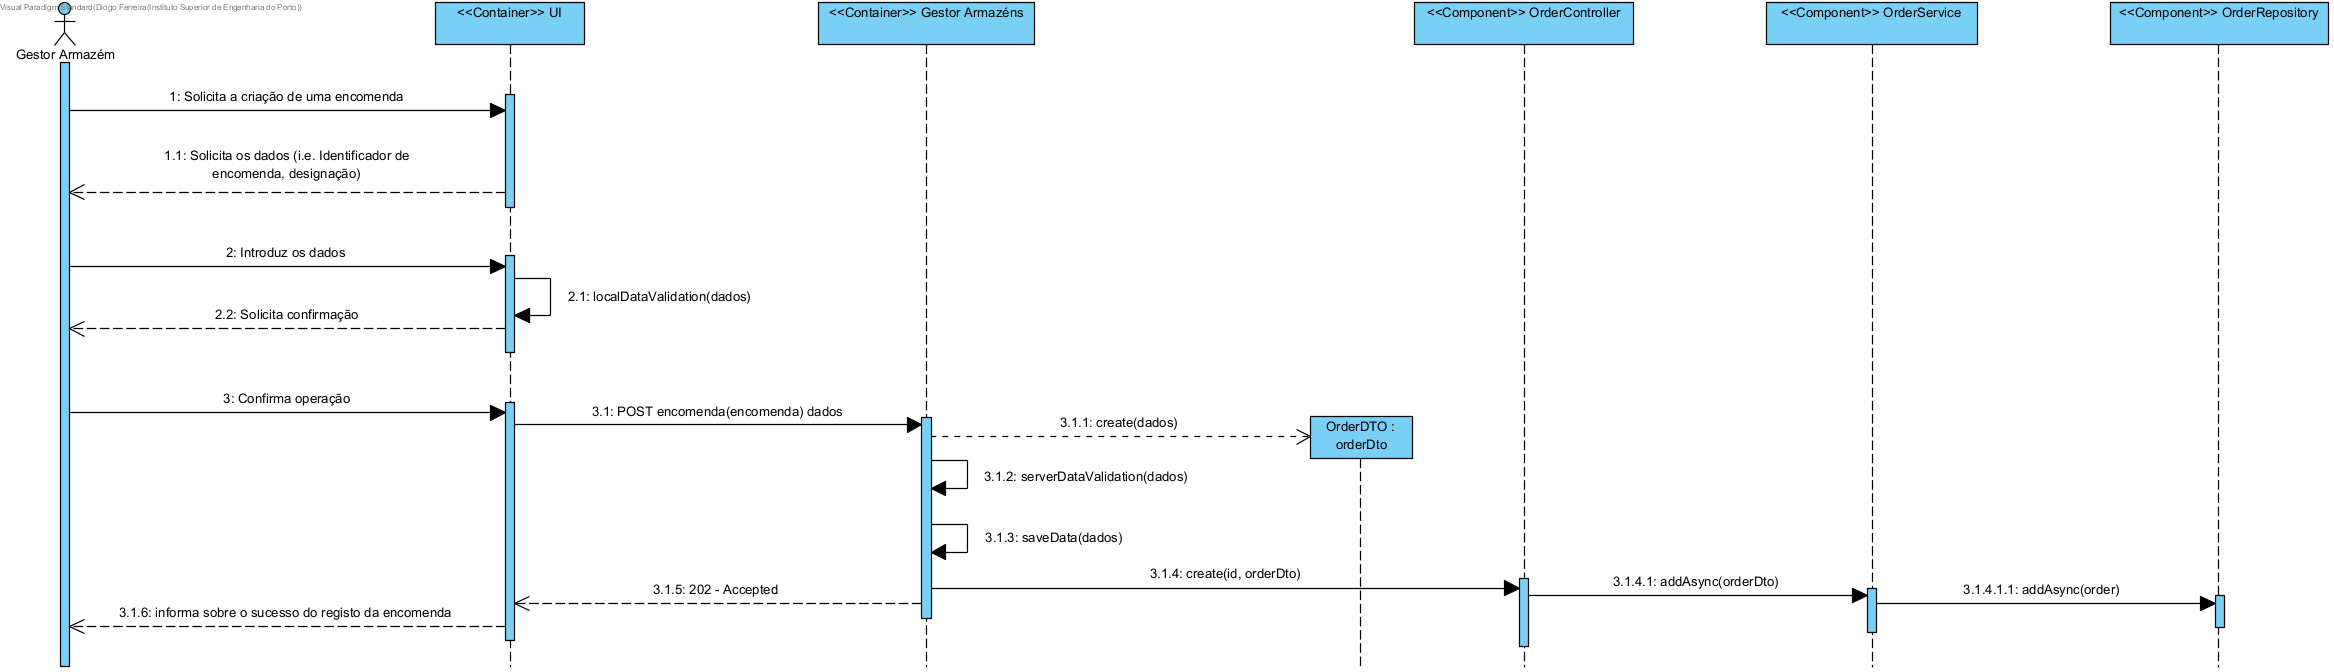 Visual Paradigm Standard(Diogo Ferreira(Instituto Superior de Engenharia do Porto))
<<Container>> UI
<<Container>> Gestor Armazéns
<<Component>> OrderController
<<Component>> OrderService
<<Component>> OrderRepository
Gestor Armazém
1: Solicita a criação de uma encomenda
1.1: Solicita os dados (i.e. Identificador de
encomenda, designação)
2: Introduz os dados
2.1: localDataValidation(dados)
2.2: Solicita confirmação
3: Confirma operação
3.1: POST encomenda(encomenda) dados
3.1.1: create(dados)
OrderDTO :
orderDto
3.1.2: serverDataValidation(dados)
3.1.3: saveData(dados)
3.1.4: create(id, orderDto)
3.1.4.1: addAsync(orderDto)
3.1.4.1.1: addAsync(order)
3.1.5: 202 - Accepted
3.1.6: informa sobre o sucesso do registo da encomenda